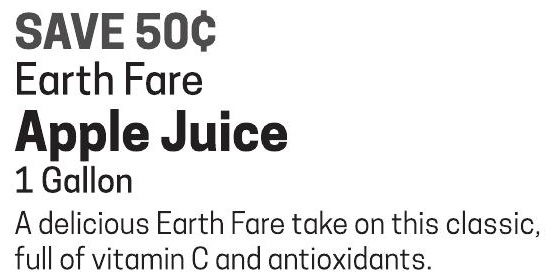 SAVE 50¢
Earth Fare
Apple Juice
1 Gallon
A delicious Earth Fare take on this classic,
full of vitamin C and antioxidants.